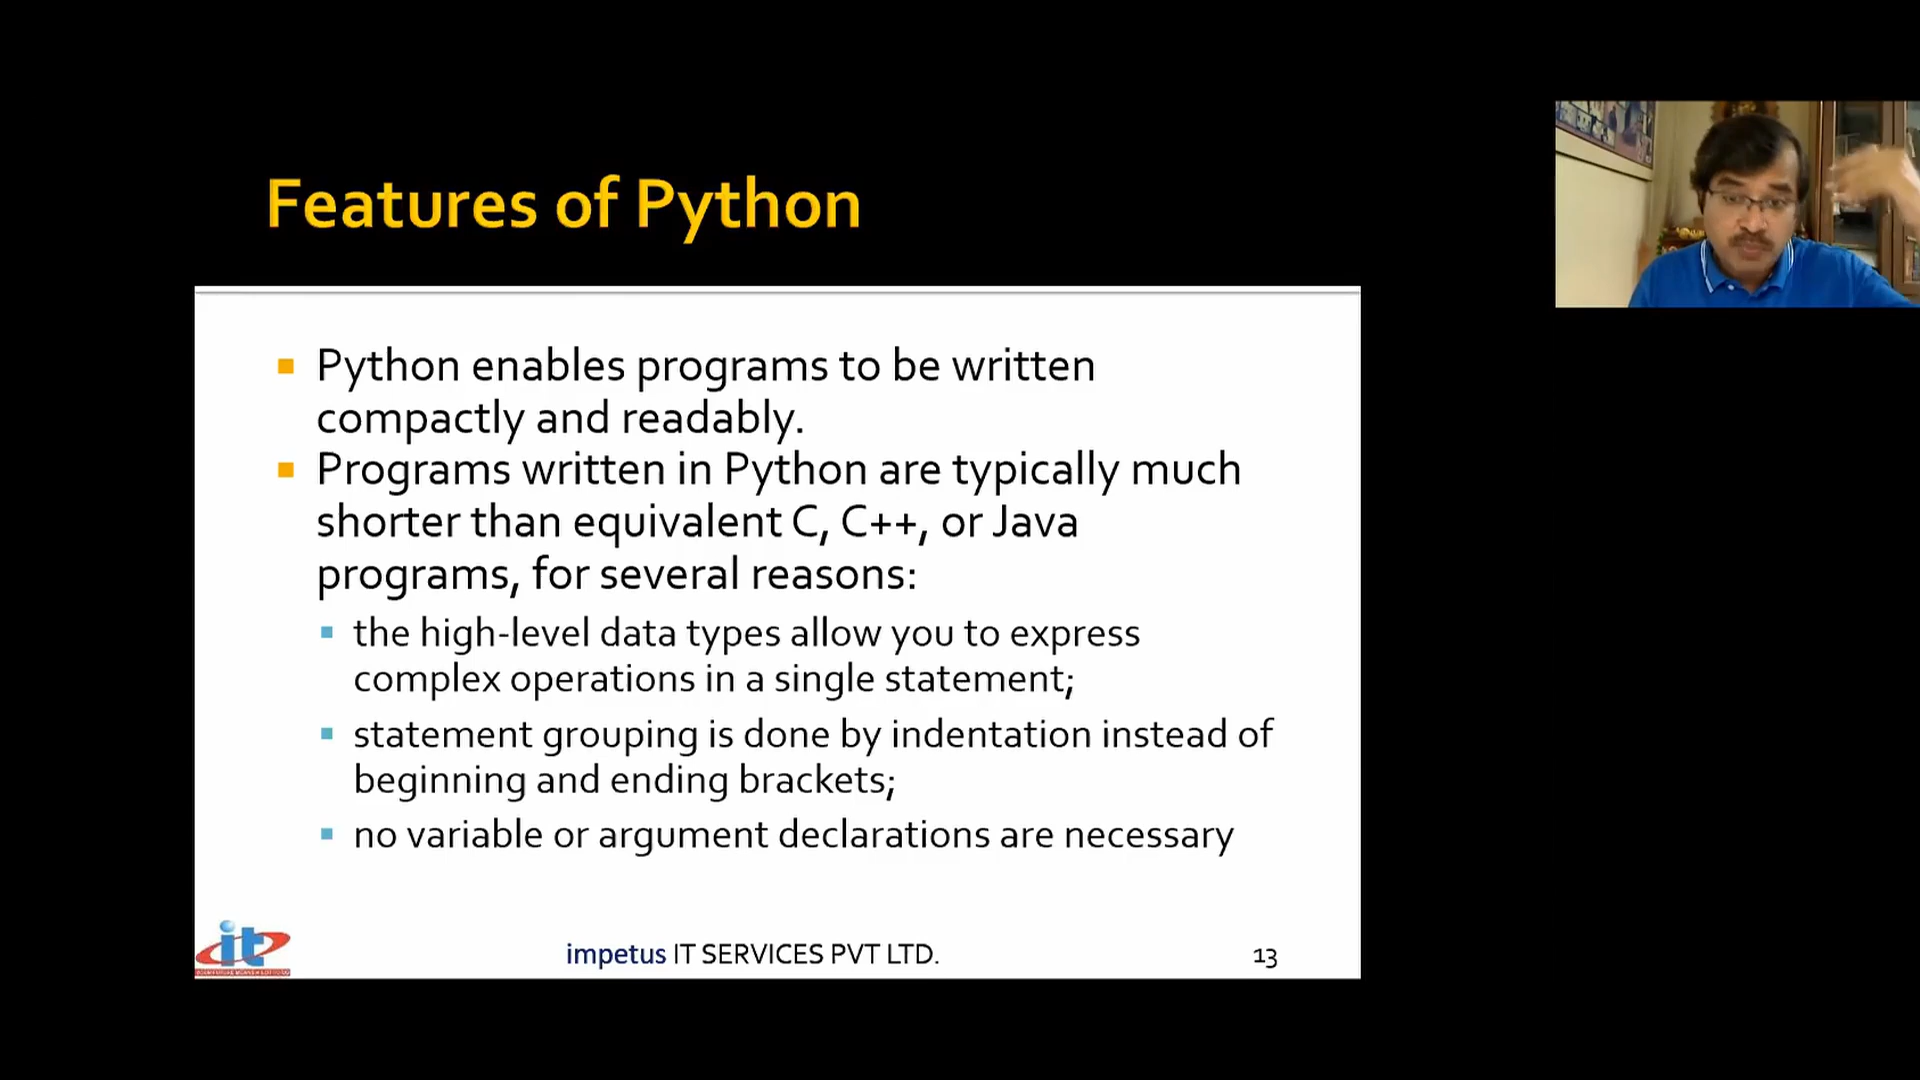 Features of Python
Python enables programs to be written
compactly and readably.
Programs written in Python are typically much
shorter than equivalent C, C++, or Java
programs, for several reasons:
the high-level data types allow you to express
complex operations in a single statement;
statement grouping is done by indentation instead of
beginning and ending brackets;
no variable or argument declarations are necessary
it
impetus IT SERVICES PVT LTD.
13